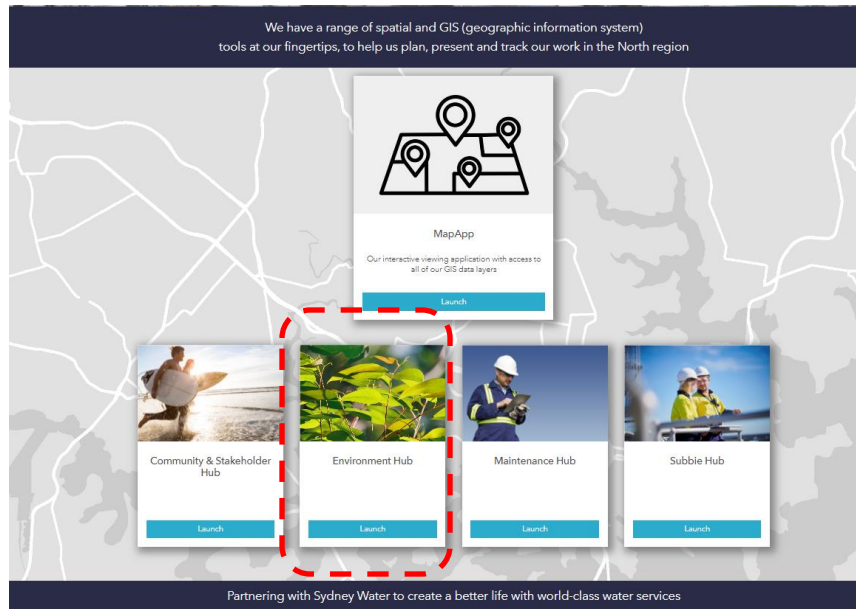 We have a range of spatial and GIS (geographic information system)
tools at our fingertips, to help us plan, present and track our work in the North region
MapApp
Our interactive viewing application with access to
all of our GIS data layers
Launch
Community & Stakeholder
Hub
Launch
Environment Hub
Launch
Maintenance Hub
Launch
Subbie Hub
Launch
Partnering with Sydney Water to create a better life with world-class water services